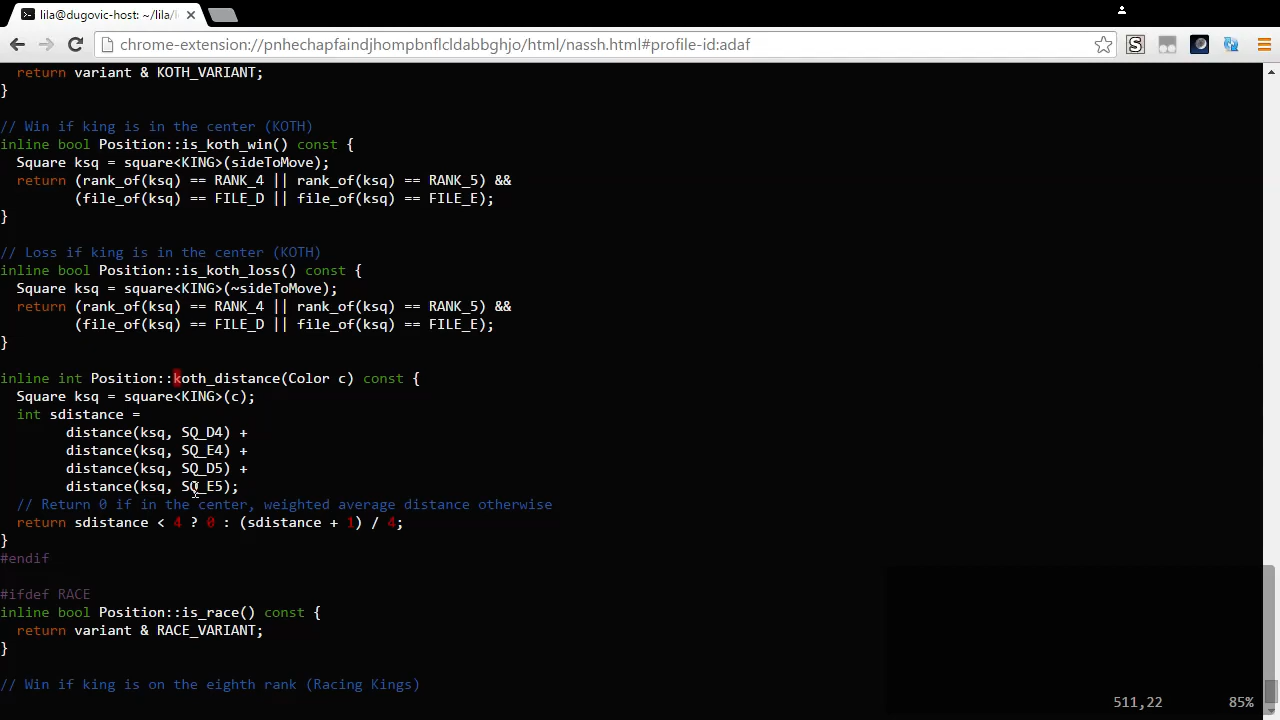 lila@dugovic-host: ~/lila/l
chrome-extension://pnhechapfaindjhompbnflcldabbghjo/html/nassh.html#profile-id:adaf
return variant & KOTH_VARIANT;
}
// Win if king is in the center (KOTH)
inline bool Position::is_koth_win() const {
Square ksq = square<KING>(sideToMove);
return (rank_of(ksq) == RANK_4 || rank_of(ksq) == RANK_5) &&
(file_of(ksq) == FILE_D || file_of(ksq) == FILE_E);
}
// Loss if king is in the center (KOTH)
inline bool Position::is_koth_loss() const {
Square ksq = square<KING>(~sideToMove);
return (rank_of(ksq) == RANK_4 || rank_of(ksq) == RANK_5) &&
(file_of(ksq) == FILE_D || file_of(ksq) == FILE_E);
}
inline int Position::koth_distance(Color c) const {
Square ksq = square<KING>(c);
int sdistance =
distance(ksq, SQ_D4) +
distance(ksq, SQ_E4) +
distance(ksq, SQ_D5) +
distance(ksq, SQ_E5);
// Return 0 if in the center, weighted average distance otherwise
return sdistance < 4 ? 0 : (sdistance + 1) / 4;
}
#endif
#ifdef RACE
inline bool Position::is_race() const {
return variant & RACE_VARIANT;
}
// Win if king is on the eighth rank (Racing Kings)
511,22 85%